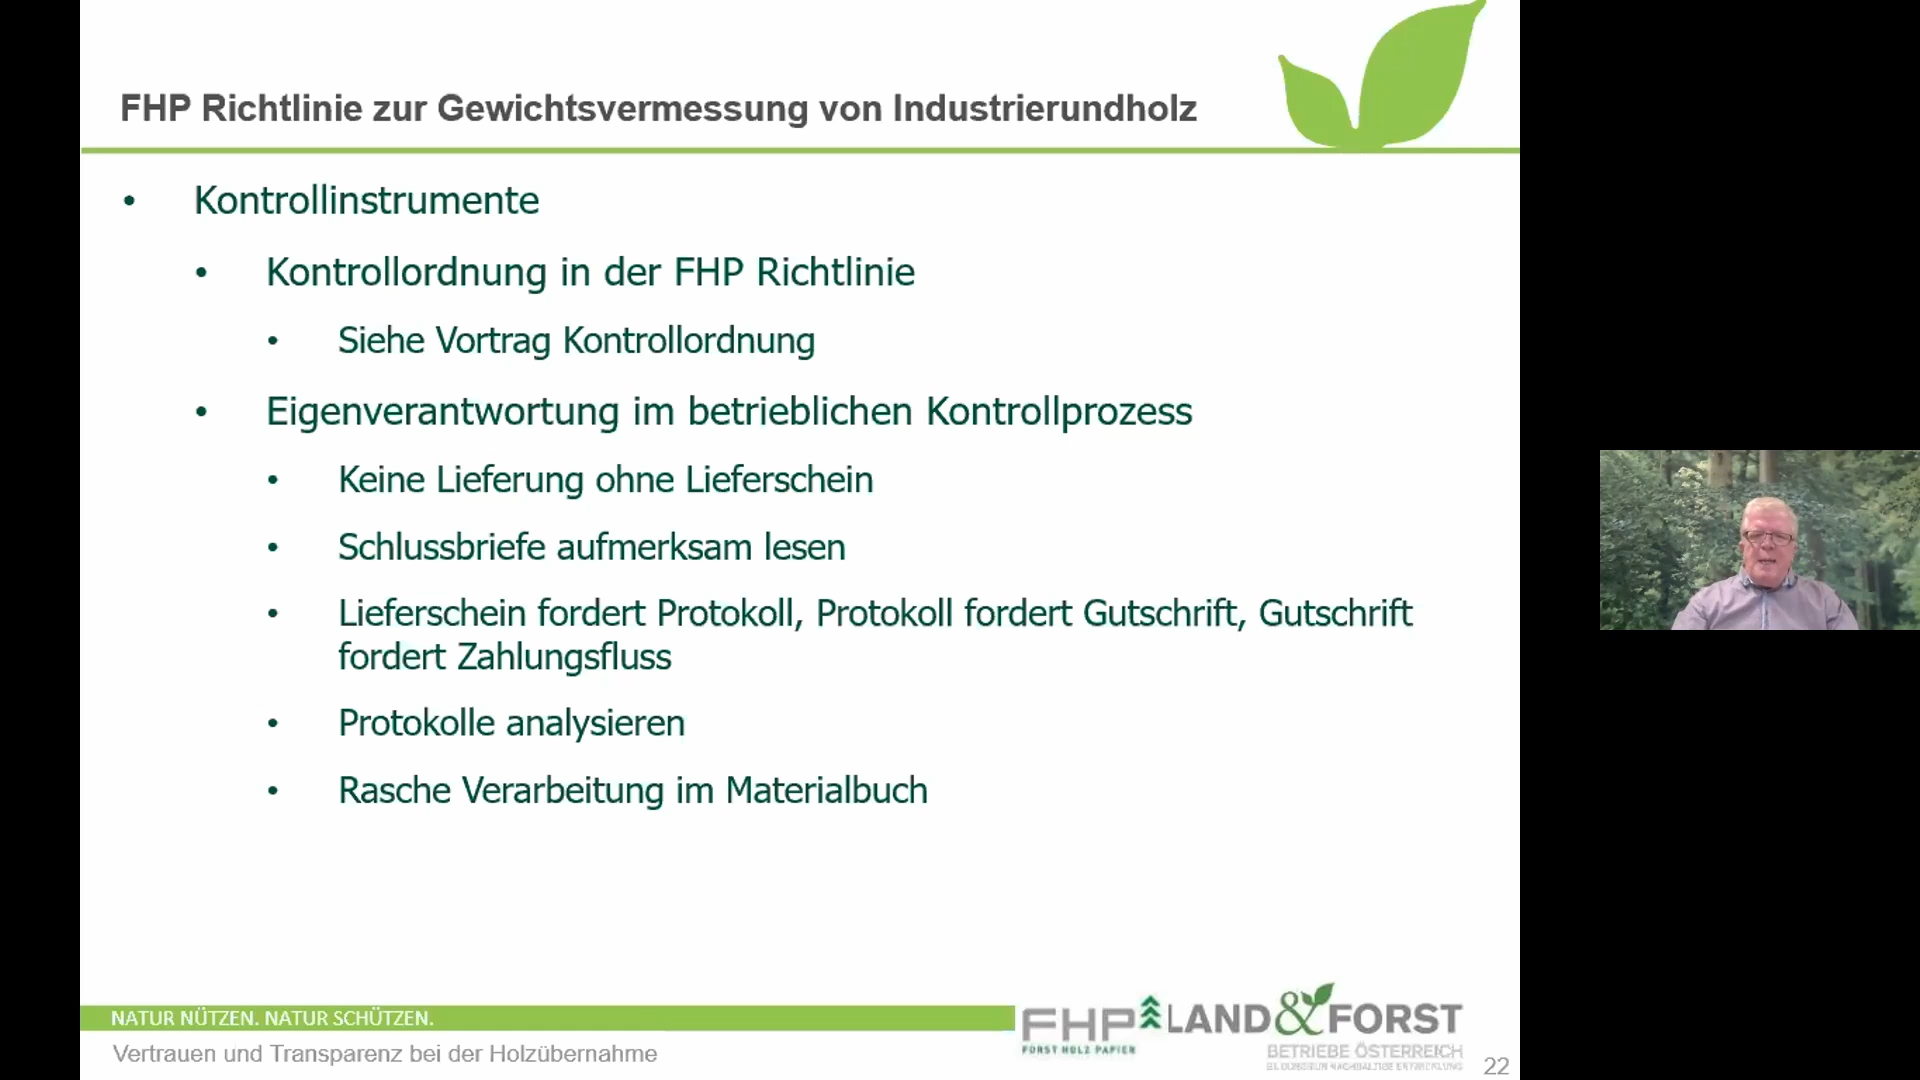 FHP Richtlinie zur Gewichtsvermessung von Industrierundholz
• Kontrollinstrumente
• Kontrollordnung in der FHP Richtlinie
• Siehe Vortrag Kontrollordnung
• Eigenverantwortung im betrieblichen Kontrollprozess
• Keine Lieferung ohne Lieferschein
• Schlussbriefe aufmerksam lesen
• Lieferschein fordert Protokoll, Protokoll fordert Gutschrift, Gutschrift
fordert Zahlungsfluss
• Protokolle analysieren
• Rasche Verarbeitung im Materialbuch
NATUR NÜTZEN. NATUR SCHÜTZEN.
Vertrauen und Transparenz bei der Holzübernahme
FHP
FORST HOLZ PAPIER
LAND&FORST
BETRIEBE ÖSTERREICH
22